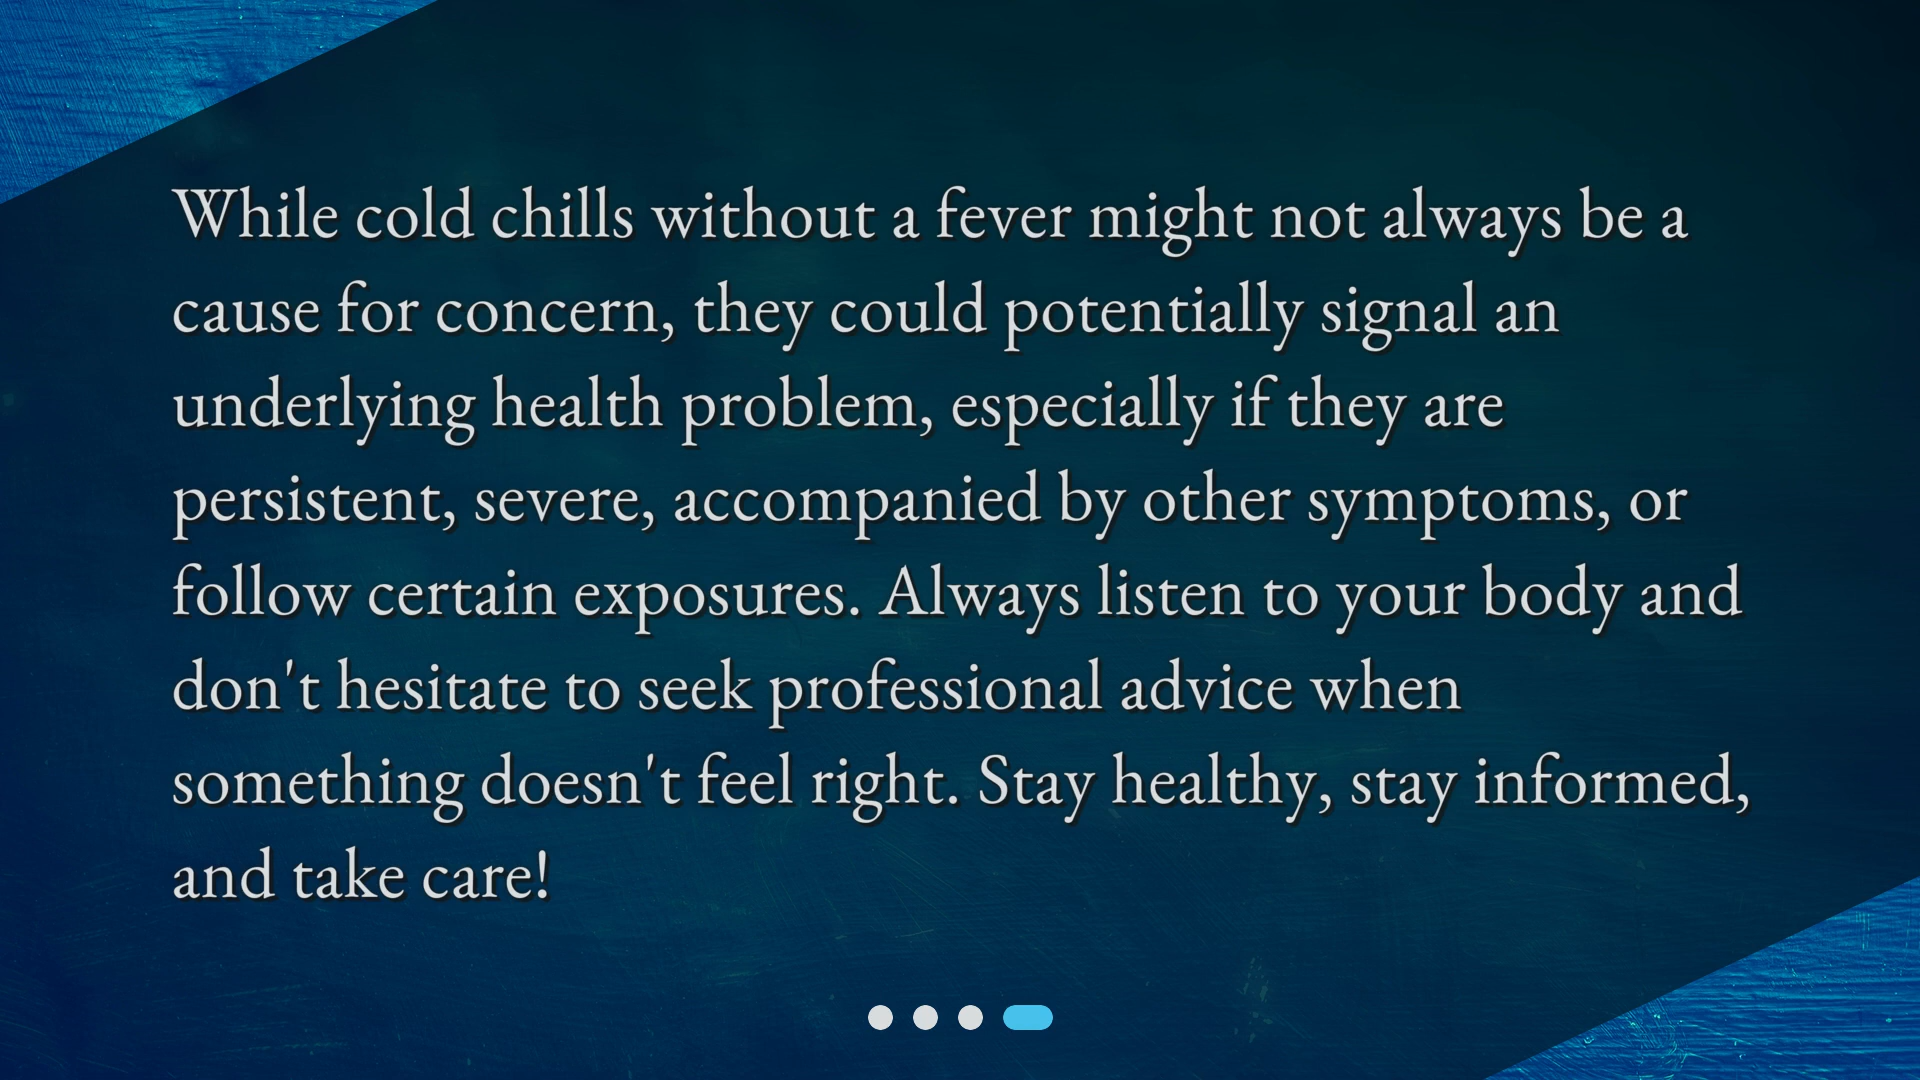 While cold chills without a fever might not always be a
cause for concern, they could potentially signal an
underlying health problem, especially if they are
persistent, severe, accompanied by other symptoms, or
follow certain exposures. Always listen to your body and
don't hesitate to seek professional advice when
something doesn't feel right. Stay healthy, stay informed,
and take care!